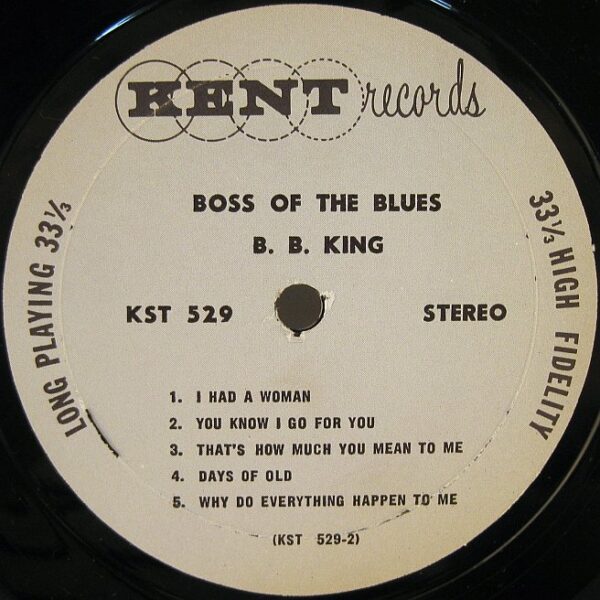 KENT records
BOSS OF THE BLUES
B. B. KING
KST 529
STEREO
LONG PLAYING 33⅓
33⅓ HIGH FIDELITY
1. I HAD A WOMAN
2. YOU KNOW I GO FOR YOU
3. THAT'S HOW MUCH YOU MEAN TO ME
4. DAYS OF OLD
5. WHY DO EVERYTHING HAPPEN TO ME
(KST 529-2)